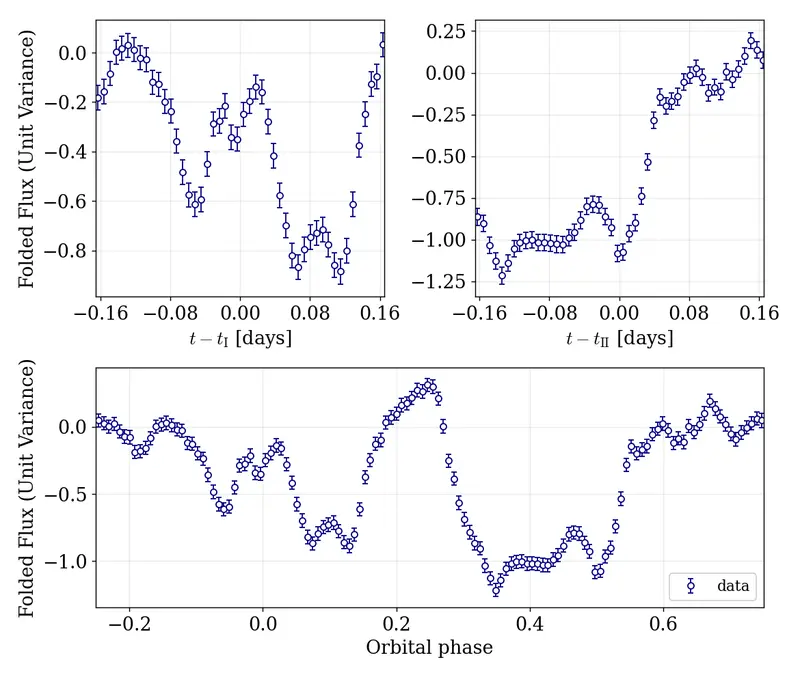 Folded Flux (Unit Variance)
0.0
−0.2
−0.4
−0.6
−0.8
−0.16 −0.08 0.00 0.08 0.16
t − t_I [days]
0.25
0.00
−0.25
−0.50
−0.75
−1.00
−1.25
−0.16 −0.08 0.00 0.08 0.16
t − t_II [days]
Folded Flux (Unit Variance)
0.0
−0.5
−1.0
−0.2 0.0 0.2 0.4 0.6
Orbital phase
data